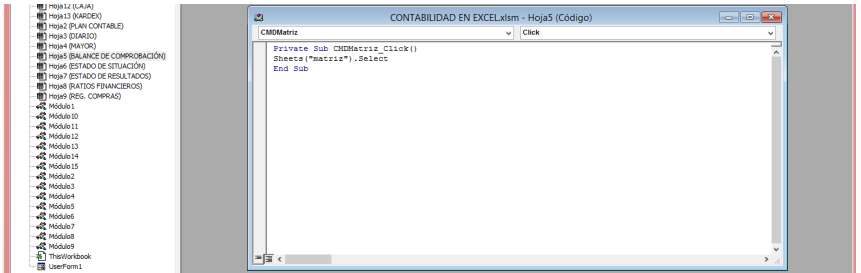 Hoja12 (CAJA)
Hoja13 (KARDEX)
Hoja2 (PLAN CONTABLE)
Hoja3 (DIARIO)
Hoja4 (MAYOR)
Hoja5 (BALANCE DE COMPROBACIÓN)
Hoja6 (ESTADO DE SITUACIÓN)
Hoja7 (ESTADO DE RESULTADOS)
Hoja8 (RATIOS FINANCIEROS)
Hoja9 (REG. COMPRAS)
Módulo1
Módulo10
Módulo11
Módulo12
Módulo13
Módulo14
Módulo15
Módulo2
Módulo3
Módulo4
Módulo5
Módulo6
Módulo7
Módulo8
Módulo9
ThisWorkbook
UserForm1
CONTABILIDAD EN EXCEL.xlsm - Hoja5 (Código)
CMDMatriz
Click
Private Sub CMDMatriz_Click()
Sheets("matriz").Select
End Sub